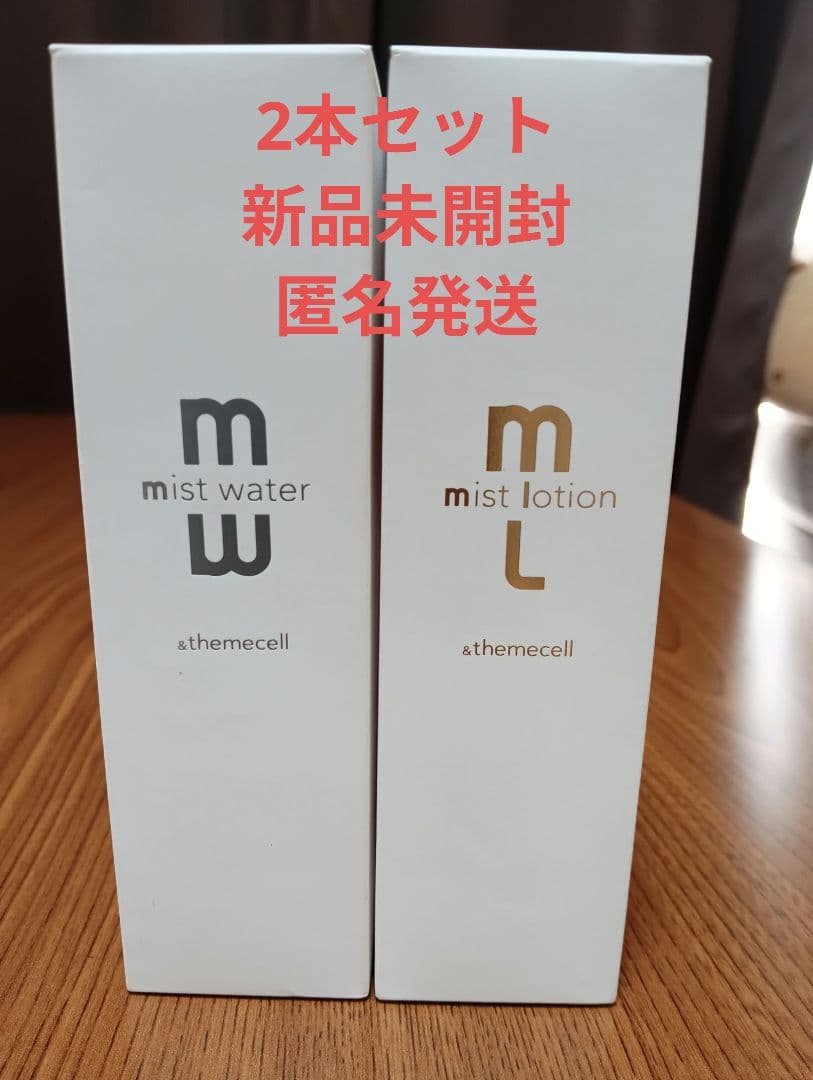 2本セット
新品未開封
匿名発送
m
mist water
w
&themecell
m
mist lotion
l
&themecell